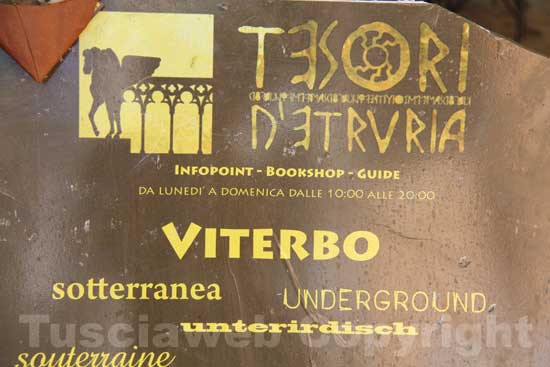 TESORI
D'ETRVRIA
INFOPOINT - BOOKSHOP - GUIDE
DA LUNEDI' A DOMENICA DALLE 10:00 ALLE 20:00
VITERBO
sotterranea UNDERGROUND
unterirdisch
souterraine
Tusciaweb Copyright